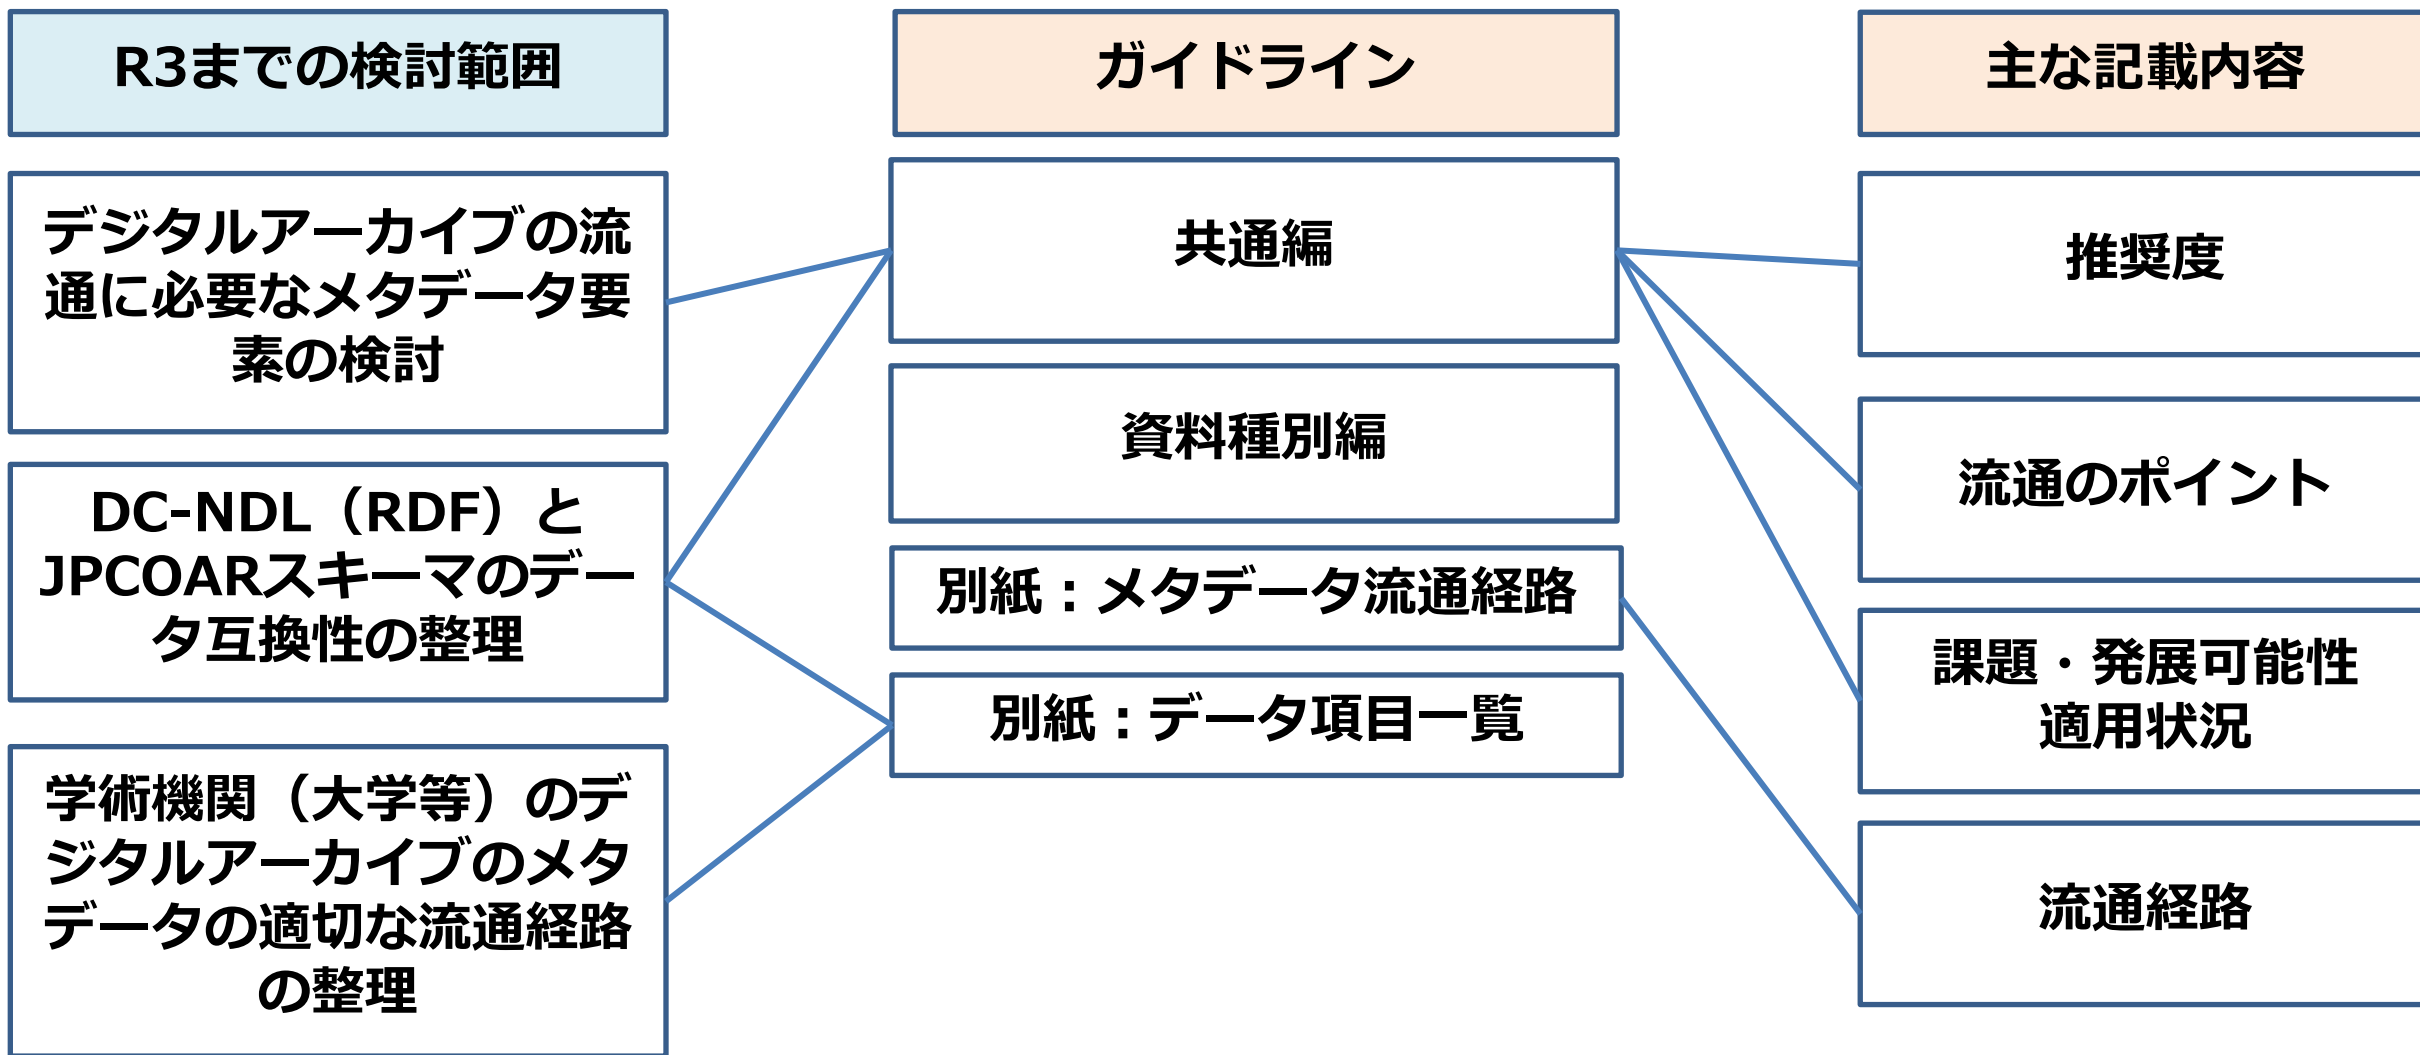 R3までの検討範囲
デジタルアーカイブの流
通に必要なメタデータ要
素の検討
DC-NDL（RDF）と
JPCOARスキーマのデー
タ互換性の整理
学術機関（大学等）のデ
ジタルアーカイブのメタ
データの適切な流通経路
の整理
ガイドライン
共通編
資料種別編
別紙：メタデータ流通経路
別紙：データ項目一覧
主な記載内容
推奨度
流通のポイント
課題・発展可能性
適用状況
流通経路